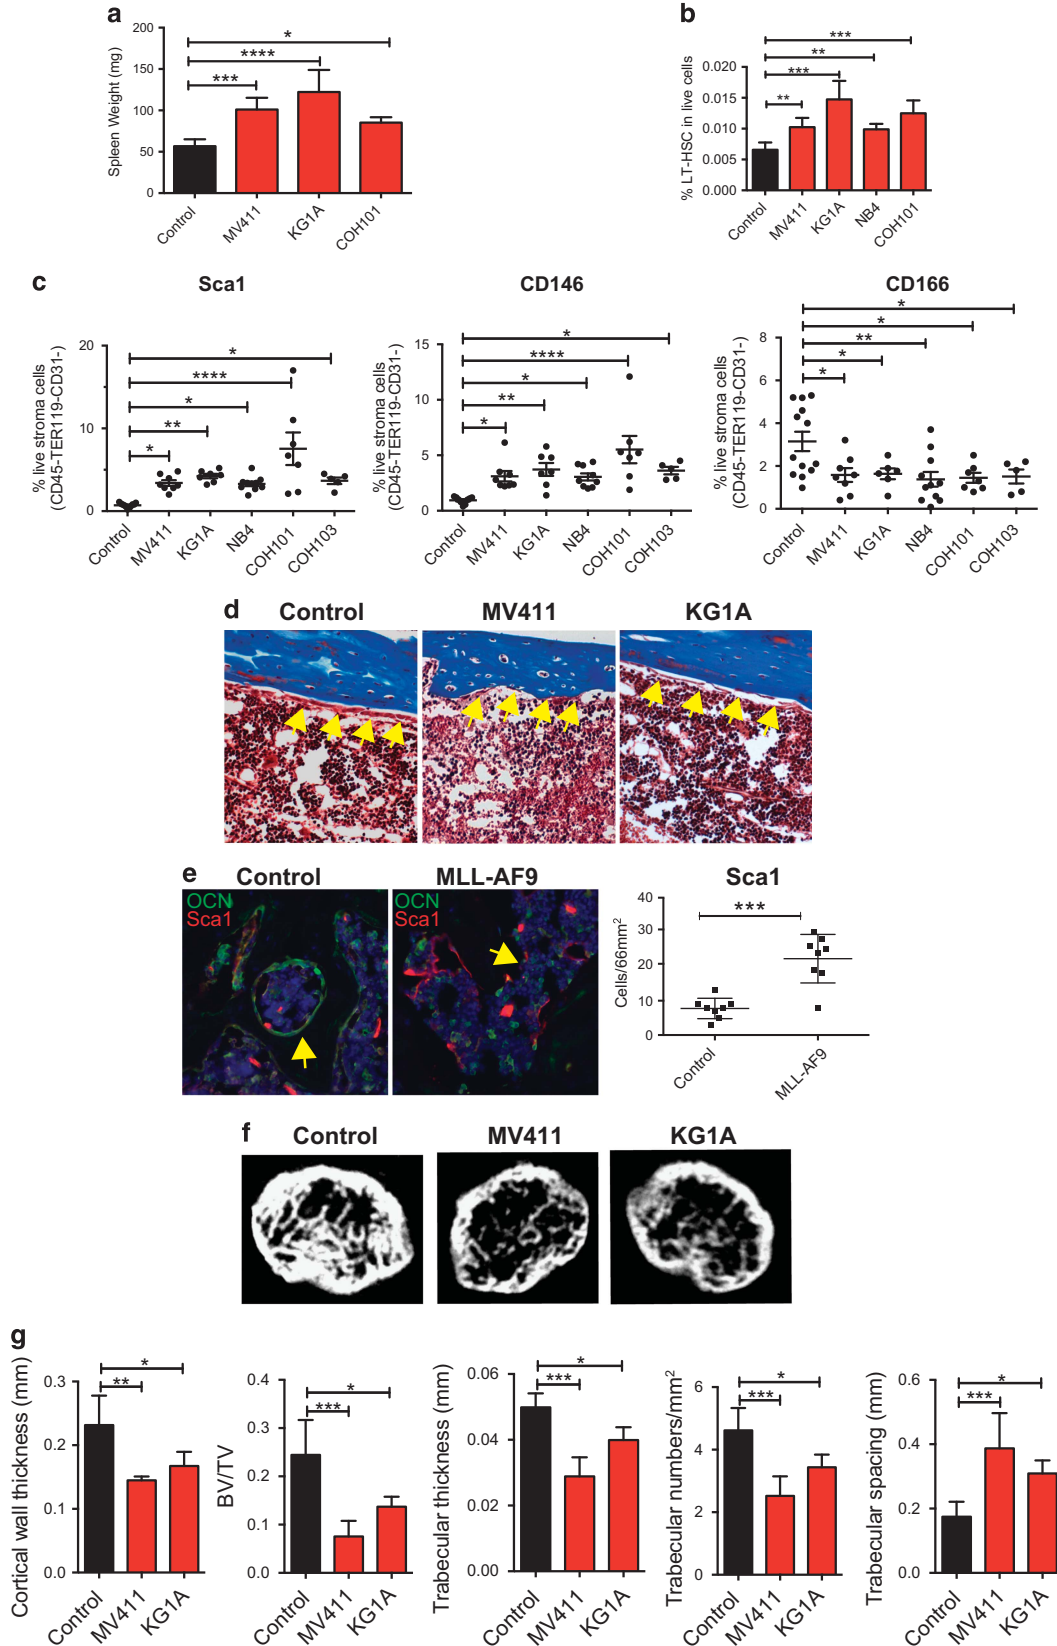 a
200
150
100
50
0
Spleen Weight (mg)
*
****
***
Control
MV411
KG1A
COH101
b
0.020
0.015
0.010
0.005
0.000
% LT-HSC in live cells
***
**
***
**
Control
MV411
KG1A
NB4
COH101
c
Sca1
20
10
0
% live stroma cells
(CD45-TER119-CD31-)
*
****
*
**
*
Control
MV411
KG1A
NB4
COH101
COH103
CD146
15
10
5
0
% live stroma cells
(CD45-TER119-CD31-)
*
****
*
**
*
Control
MV411
KG1A
NB4
COH101
COH103
CD166
8
6
4
2
0
% live stroma cells
(CD45-TER119-CD31-)
*
*
**
*
*
Control
MV411
KG1A
NB4
COH101
COH103
d
Control
MV411
KG1A
e
Control
MLL-AF9
OCN
Sca1
OCN
Sca1
Sca1
40
30
20
10
0
Cells/66mm²
***
Control
MLL-AF9
f
Control
MV411
KG1A
g
0.3
0.2
0.1
0.0
Cortical wall thickness (mm)
*
**
Control
MV411
KG1A
0.4
0.3
0.2
0.1
0.0
BV/TV
*
***
Control
MV411
KG1A
0.06
0.04
0.02
0.00
Trabecular thickness (mm)
*
***
Control
MV411
KG1A
6
4
2
0
Trabecular numbers/mm²
*
***
Control
MV411
KG1A
0.6
0.4
0.2
0.0
Trabecular spacing (mm)
*
***
Control
MV411
KG1A